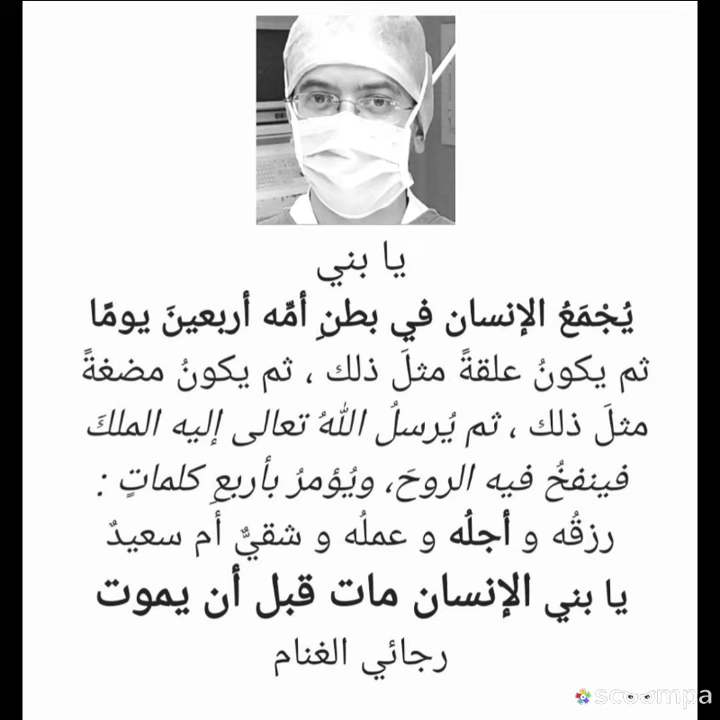 يا بني
يُجْمَعُ الإنسان في بطنِ أمِّه أربعينَ يومًا
ثم يكونُ علقةً مثلَ ذلك ، ثم يكونُ مضغةً
مثلَ ذلك ، ثم يُرسلُ اللهُ تعالى إليه الملكَ
فينفخُ فيه الروحَ، ويُؤمرُ بأربعِ كلماتٍ :
رزقُه و أجلُه و عملُه و شقيٌّ أم سعيدٌ
يا بني الإنسان مات قبل أن يموت
رجائي الغنام
scoompa